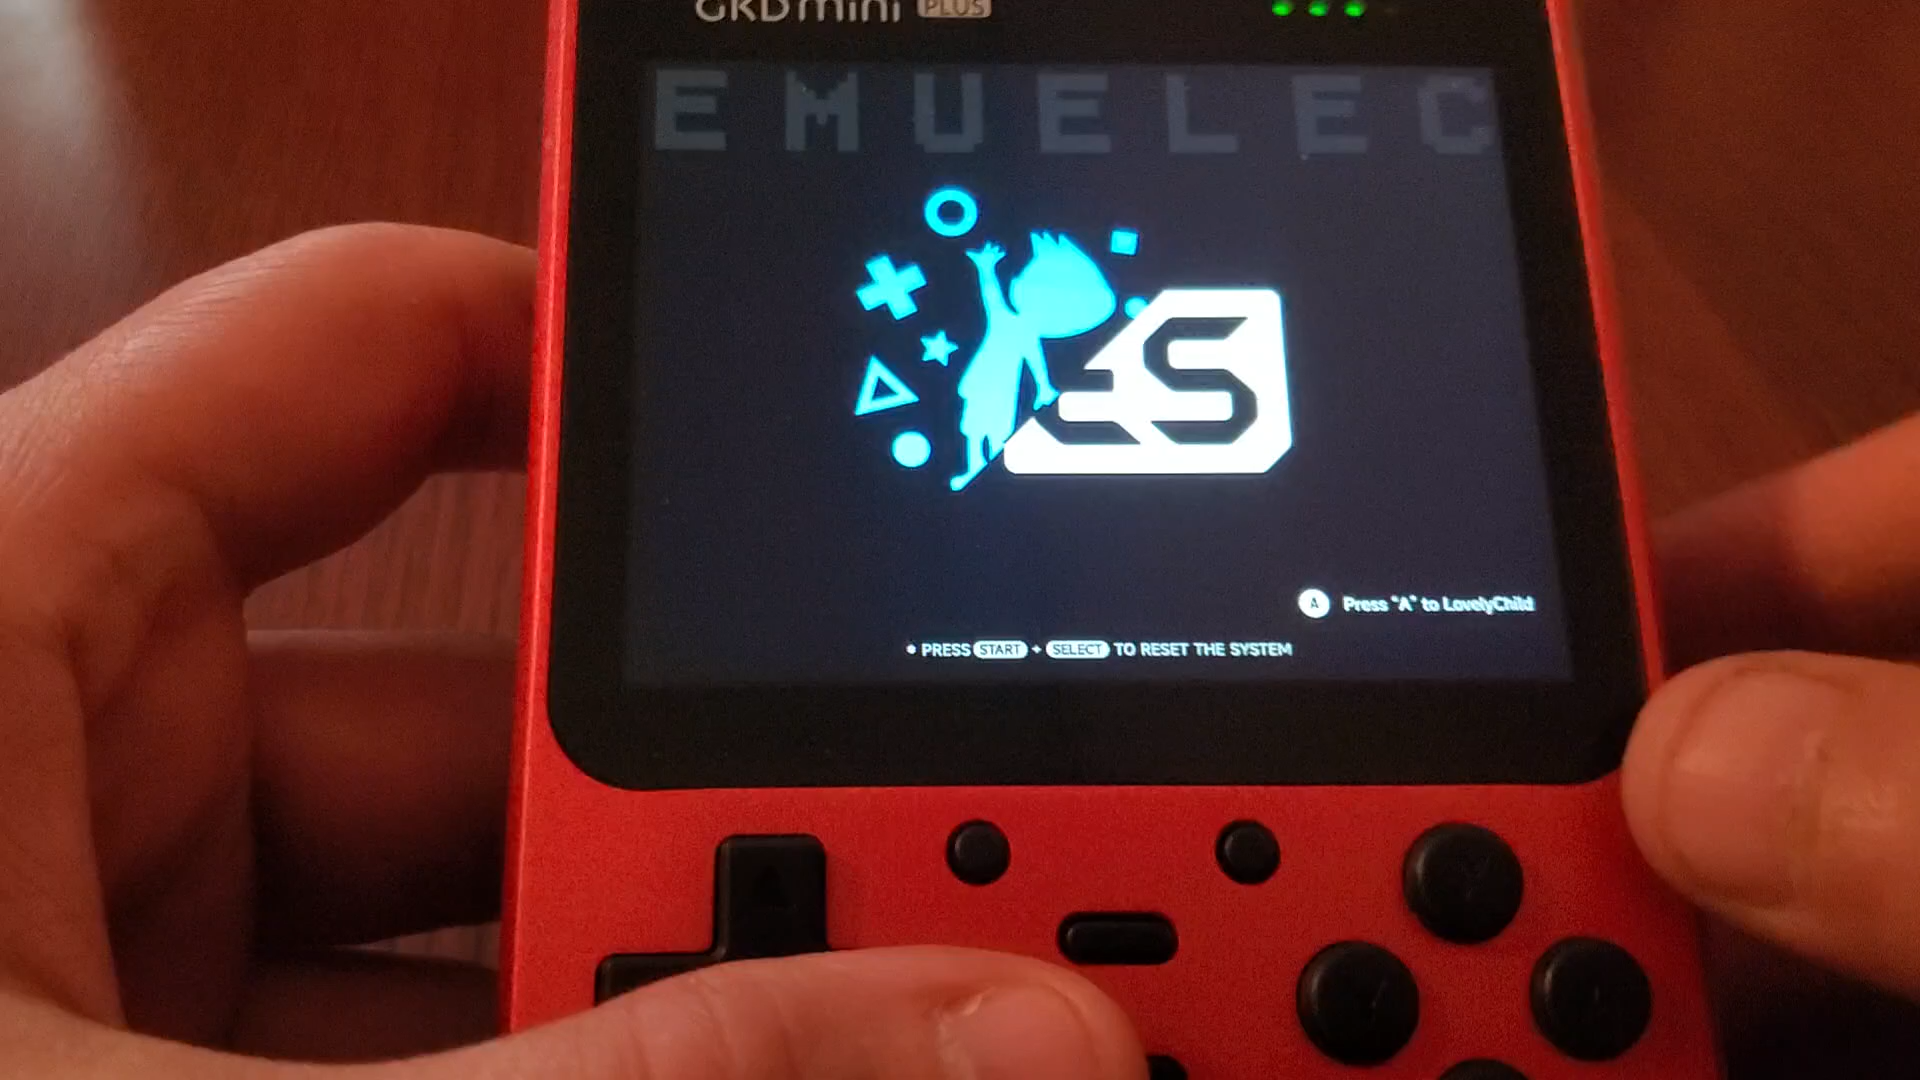 GKD mini PLUS
EMUELEC
ES
A Press "A" to LovelyChild
PRESS START + SELECT TO RESET THE SYSTEM